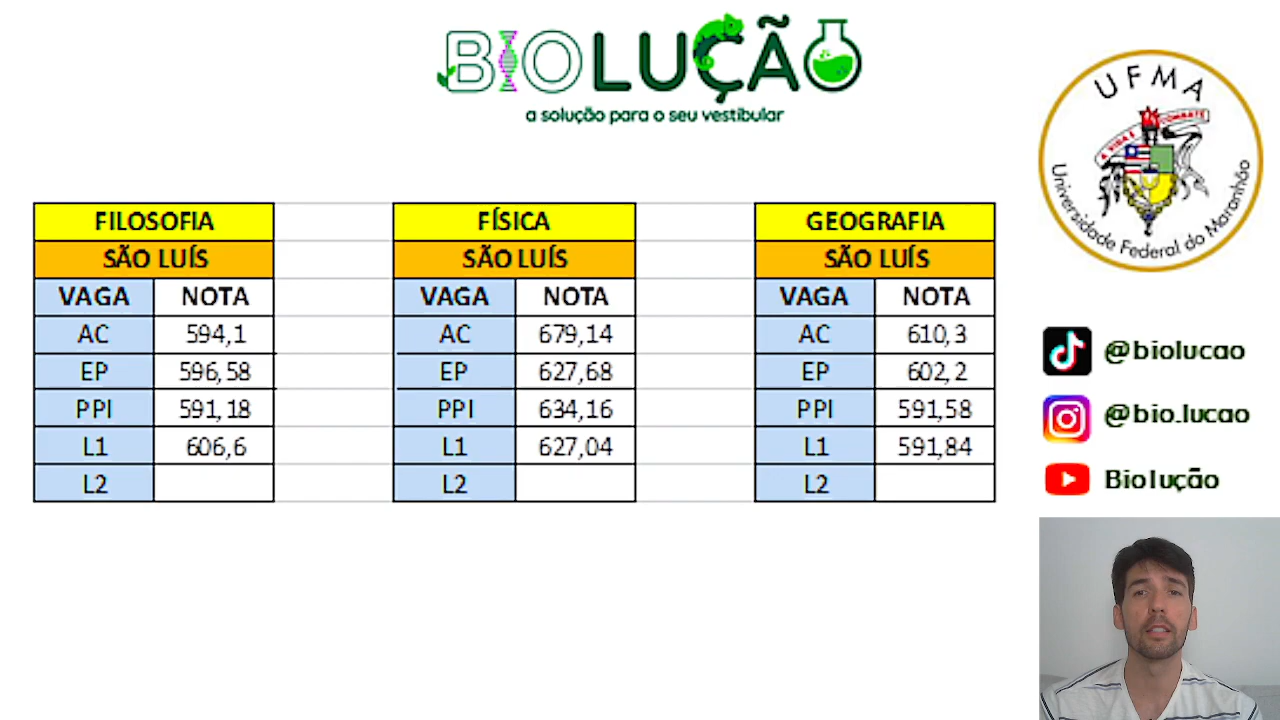 BIOLUÇÃO
a solução para o seu vestibular
UFMA
A VIDA É COMBATE
Universidade Federal do Maranhão
FILOSOFIA
SÃO LUÍS
VAGA NOTA
AC 594,1
EP 596,58
PPI 591,18
L1 606,6
L2
FÍSICA
SÃO LUÍS
VAGA NOTA
AC 679,14
EP 627,68
PPI 634,16
L1 627,04
L2
GEOGRAFIA
SÃO LUÍS
VAGA NOTA
AC 610,3
EP 602,2
PPI 591,58
L1 591,84
L2
@biolucao
@bio.lucao
Biolução